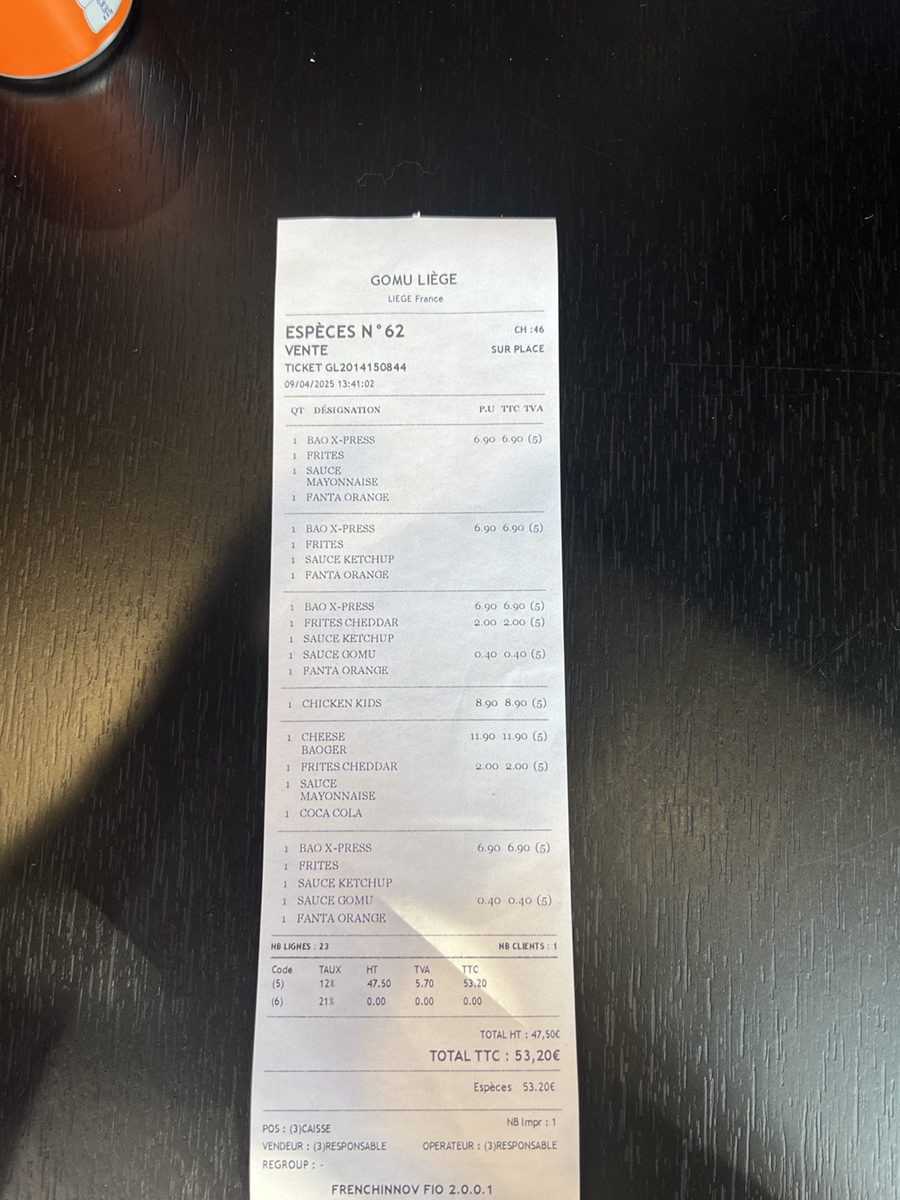 GOMU LIÈGE
LIEGE France
ESPÈCES N°62 CH :46
VENTE SUR PLACE
TICKET GL2014150844
09/04/2025 13:41:02
QT DÉSIGNATION P.U TTC TVA
1 BAO X-PRESS 6.90 6.90 (5)
1 FRITES
1 SAUCE
MAYONNAISE
1 FANTA ORANGE
1 BAO X-PRESS 6.90 6.90 (5)
1 FRITES
1 SAUCE KETCHUP
1 FANTA ORANGE
1 BAO X-PRESS 6.90 6.90 (5)
1 FRITES CHEDDAR 2.00 2.00 (5)
1 SAUCE KETCHUP
1 SAUCE GOMU 0.40 0.40 (5)
1 FANTA ORANGE
1 CHICKEN KIDS 8.90 8.90 (5)
1 CHEESE 11.90 11.90 (5)
BAOGER
1 FRITES CHEDDAR 2.00 2.00 (5)
1 SAUCE
MAYONNAISE
1 COCA COLA
1 BAO X-PRESS 6.90 6.90 (5)
1 FRITES
1 SAUCE KETCHUP
1 SAUCE GOMU 0.40 0.40 (5)
1 FANTA ORANGE
NB LIGNES : 23 NB CLIENTS : 1
Code TAUX HT TVA TTC
(5) 12% 47.50 5.70 53.20
(6) 21% 0.00 0.00 0.00
TOTAL HT : 47,50€
TOTAL TTC : 53,20€
Espèces 53.20€
POS : (3)CAISSE NB Impr : 1
VENDEUR : (3)RESPONSABLE OPERATEUR : (3)RESPONSABLE
REGROUP : -
FRENCHINNOV FIO 2.0.0.1